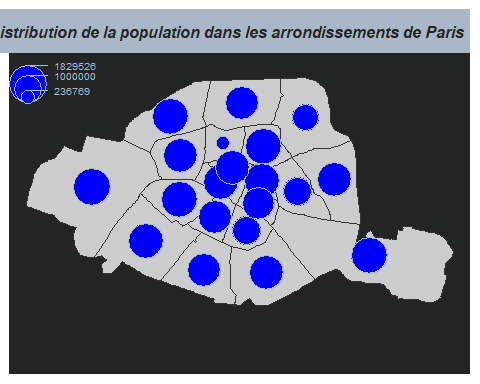 istribution de la population dans les arrondissements de Paris
1829526
1000000
236769